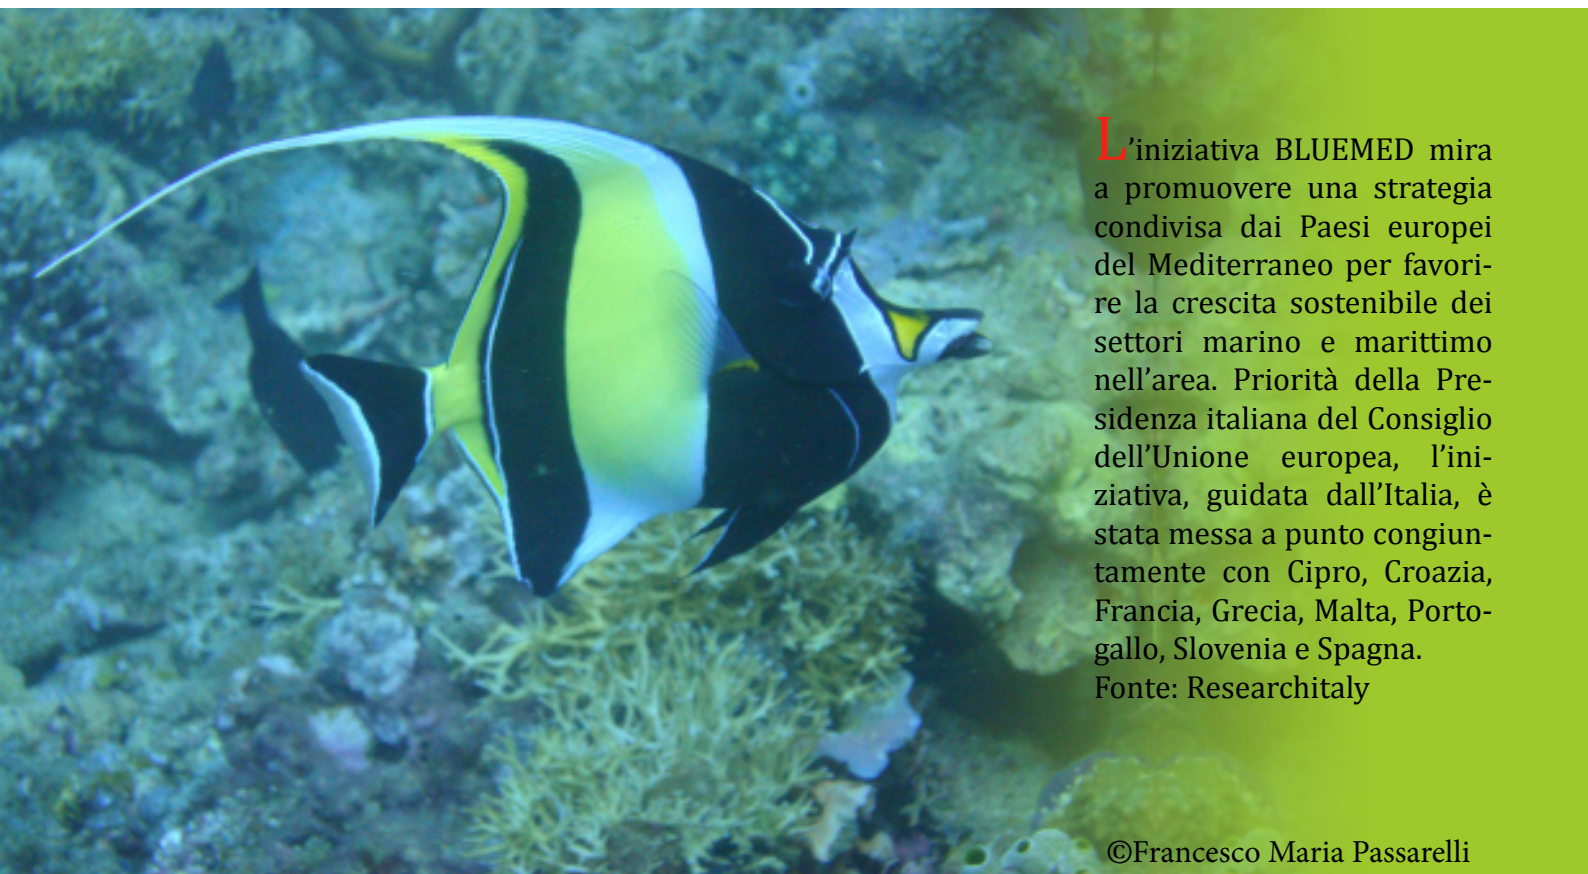 L'iniziativa BLUEMED mira
a promuovere una strategia
condivisa dai Paesi europei
del Mediterraneo per favori-
re la crescita sostenibile dei
settori marino e marittimo
nell'area. Priorità della Pre-
sidenza italiana del Consiglio
dell'Unione europea, l'ini-
ziativa, guidata dall'Italia, è
stata messa a punto congiun-
tamente con Cipro, Croazia,
Francia, Grecia, Malta, Porto-
gallo, Slovenia e Spagna.
Fonte: Researchitaly
©Francesco Maria Passarelli